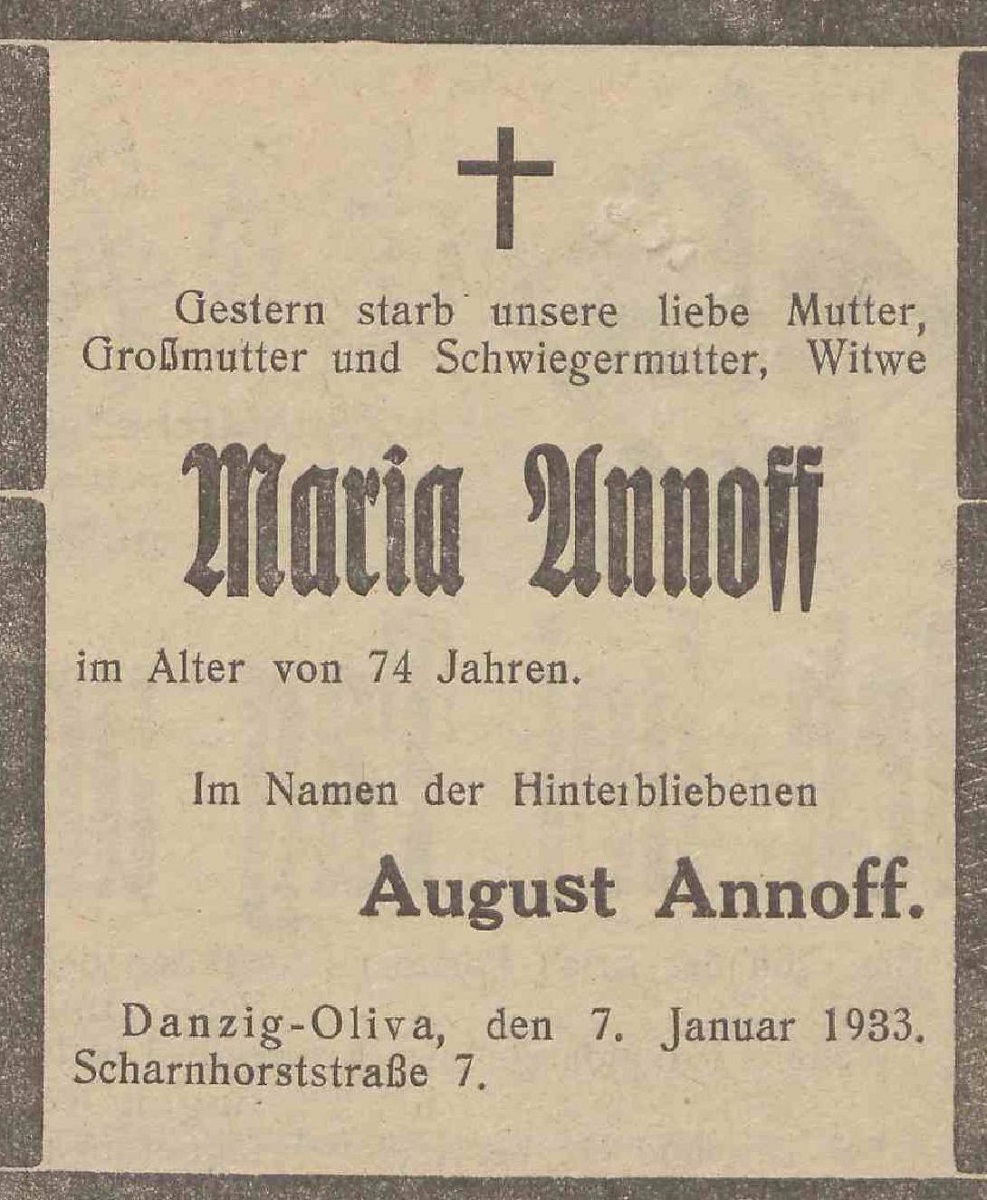 Gestern starb unsere liebe Mutter,
Großmutter und Schwiegermutter, Witwe
Maria Annoff
im Alter von 74 Jahren.
Im Namen der Hinterbliebenen
August Annoff.
Danzig-Oliva, den 7. Januar 1933.
Scharnhorststraße 7.